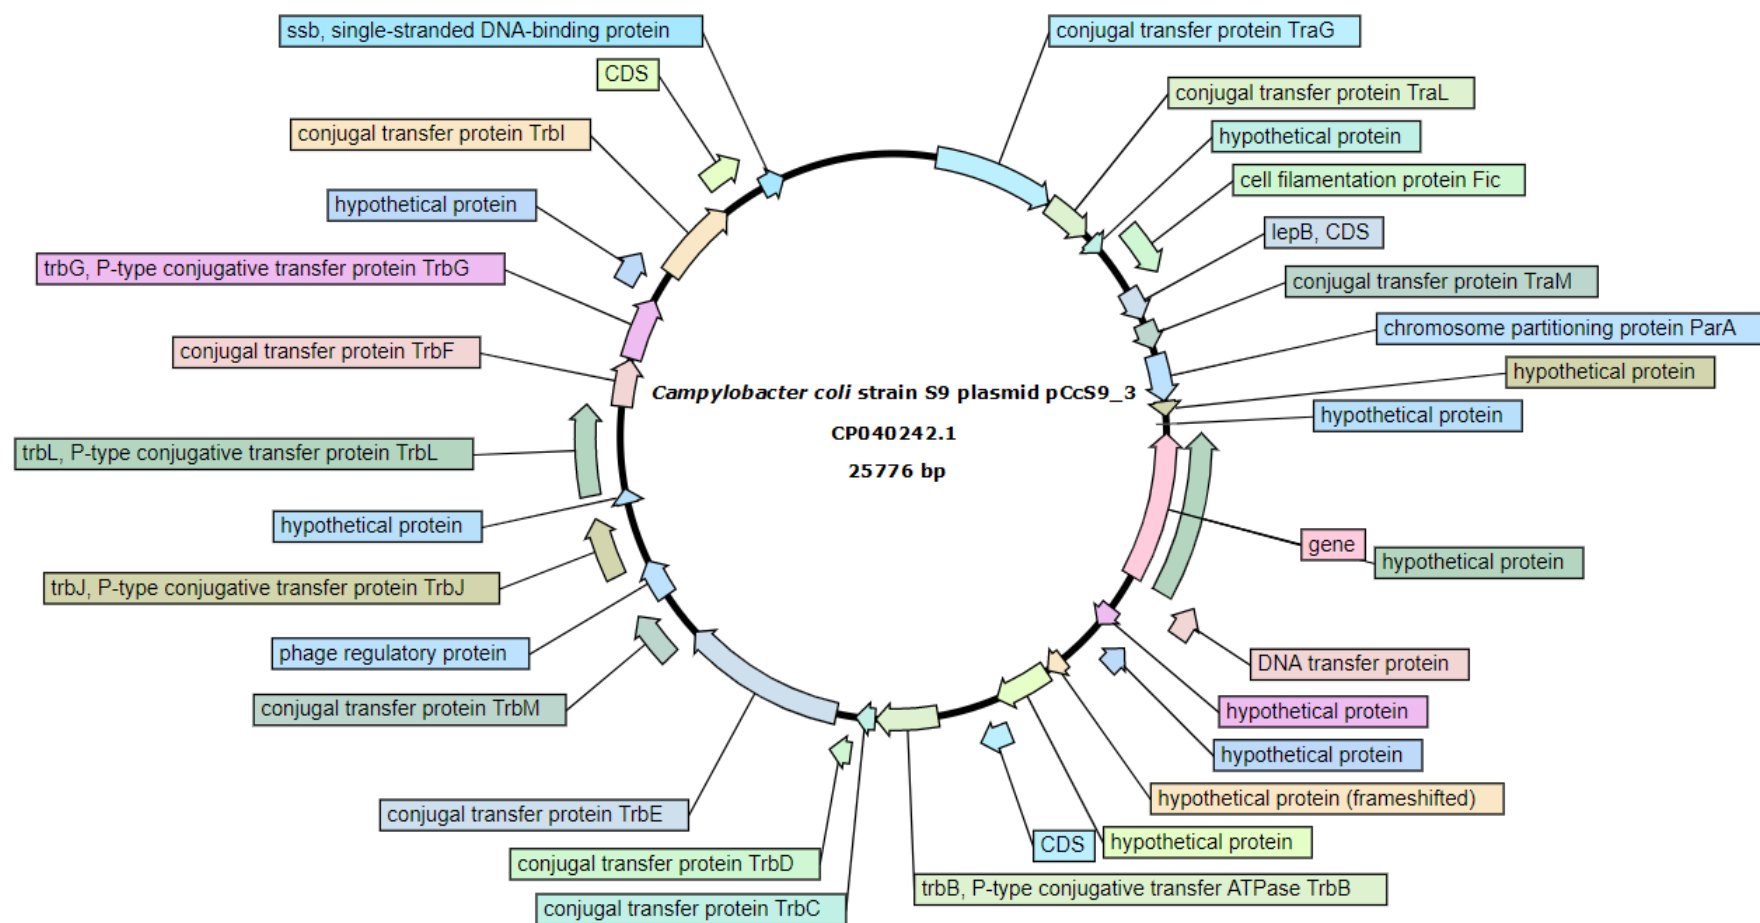 ssb, single-stranded DNA-binding protein
conjugal transfer protein TraG
CDS
conjugal transfer protein TraL
conjugal transfer protein TrbI
hypothetical protein
cell filamentation protein Fic
hypothetical protein
lepB, CDS
trbG, P-type conjugative transfer protein TrbG
conjugal transfer protein TraM
chromosome partitioning protein ParA
conjugal transfer protein TrbF
hypothetical protein
Campylobacter coli strain S9 plasmid pCcS9_3
hypothetical protein
CP040242.1
trbL, P-type conjugative transfer protein TrbL
25776 bp
hypothetical protein
gene
hypothetical protein
trbJ, P-type conjugative transfer protein TrbJ
phage regulatory protein
DNA transfer protein
conjugal transfer protein TrbM
hypothetical protein
hypothetical protein
hypothetical protein (frameshifted)
conjugal transfer protein TrbE
CDS
hypothetical protein
conjugal transfer protein TrbD
trbB, P-type conjugative transfer ATPase TrbB
conjugal transfer protein TrbC